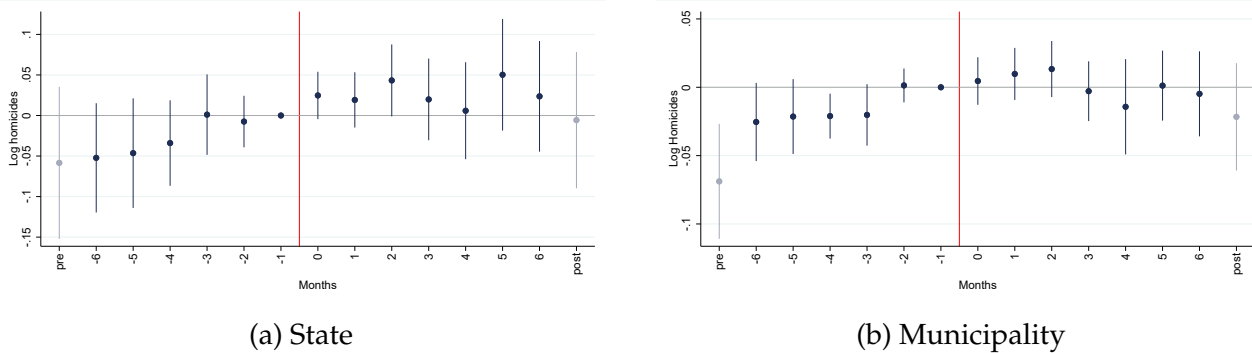 .1
.05
0
-.05
-.1
-.15
Log homicides
pre -6 -5 -4 -3 -2 -1 0 1 2 3 4 5 6 post
Months
(a) State
.05
0
-.05
-.1
Log Homicides
pre -6 -5 -4 -3 -2 -1 0 1 2 3 4 5 6 post
Months
(b) Municipality